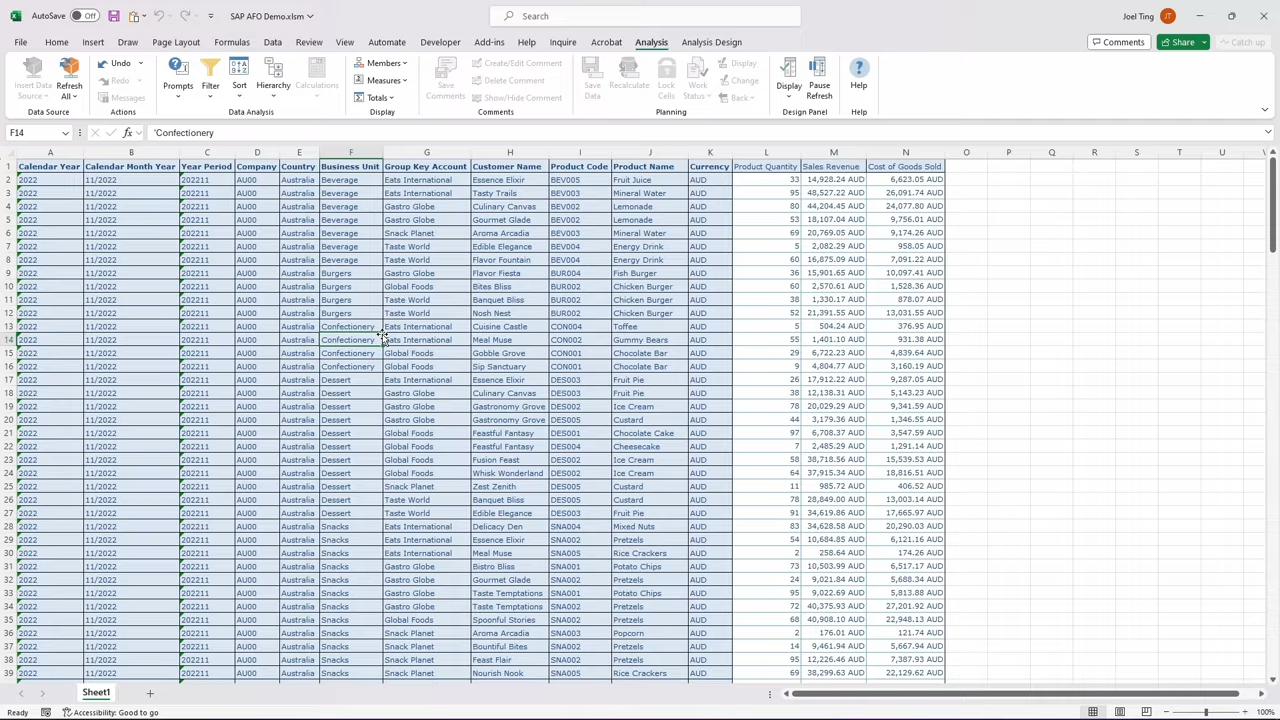 AutoSave Off SAP AFO Demo.xlsm Search Joel Ting JT
File Home Insert Draw Page Layout Formulas Data Review View Automate Developer Add-ins Help Inquire Acrobat Analysis Analysis Design Comments Share Catch up
Insert Data Source Refresh All Undo Redo Messages Prompts Filter Sort Hierarchy Calculations Members Measures Totals Save Comments Create/Edit Comment Delete Comment Show/Hide Comment Save Data Recalculate Lock Cells Work Status Display Change Back Display Pause Refresh Help
Data Source Actions Data Analysis Display Comments Planning Design Panel Help
F14 fx 'Confectionery
A B C D E F G H I J K L M N O P Q R S T U
1 Calendar Year Calendar Month Year Year Period Company Country Business Unit Group Key Account Customer Name Product Code Product Name Currency Product Quantity Sales Revenue Cost of Goods Sold
2 2022 11/2022 202211 AU00 Australia Beverage Eats International Essence Elixir BEV005 Fruit Juice AUD 33 14,928.24 AUD 6,623.05 AUD
3 2022 11/2022 202211 AU00 Australia Beverage Eats International Tasty Trails BEV003 Mineral Water AUD 95 48,527.22 AUD 26,091.74 AUD
4 2022 11/2022 202211 AU00 Australia Beverage Gastro Globe Culinary Canvas BEV002 Lemonade AUD 80 44,204.45 AUD 24,077.80 AUD
5 2022 11/2022 202211 AU00 Australia Beverage Gastro Globe Gourmet Glade BEV002 Lemonade AUD 53 18,107.04 AUD 9,756.01 AUD
6 2022 11/2022 202211 AU00 Australia Beverage Snack Planet Aroma Arcadia BEV003 Mineral Water AUD 69 20,769.05 AUD 9,174.26 AUD
7 2022 11/2022 202211 AU00 Australia Beverage Taste World Edible Elegance BEV004 Energy Drink AUD 5 2,082.29 AUD 958.05 AUD
8 2022 11/2022 202211 AU00 Australia Beverage Taste World Flavor Fountain BEV004 Energy Drink AUD 60 16,875.09 AUD 7,091.22 AUD
9 2022 11/2022 202211 AU00 Australia Burgers Gastro Globe Flavor Fiesta BUR004 Fish Burger AUD 36 15,901.65 AUD 10,097.41 AUD
10 2022 11/2022 202211 AU00 Australia Burgers Global Foods Bites Bliss BUR002 Chicken Burger AUD 60 2,570.61 AUD 1,528.36 AUD
11 2022 11/2022 202211 AU00 Australia Burgers Taste World Banquet Bliss BUR002 Chicken Burger AUD 38 1,330.17 AUD 878.07 AUD
12 2022 11/2022 202211 AU00 Australia Burgers Taste World Nosh Nest BUR002 Chicken Burger AUD 52 21,391.55 AUD 13,031.55 AUD
13 2022 11/2022 202211 AU00 Australia Confectionery Eats International Cuisine Castle CON004 Toffee AUD 5 504.24 AUD 376.95 AUD
14 2022 11/2022 202211 AU00 Australia Confectionery Eats International Meal Muse CON002 Gummy Bears AUD 55 1,401.10 AUD 931.38 AUD
15 2022 11/2022 202211 AU00 Australia Confectionery Global Foods Gobble Grove CON001 Chocolate Bar AUD 29 6,722.23 AUD 4,839.64 AUD
16 2022 11/2022 202211 AU00 Australia Confectionery Global Foods Sip Sanctuary CON001 Chocolate Bar AUD 9 4,804.77 AUD 3,160.19 AUD
17 2022 11/2022 202211 AU00 Australia Dessert Eats International Essence Elixir DES003 Fruit Pie AUD 26 17,912.22 AUD 9,287.05 AUD
18 2022 11/2022 202211 AU00 Australia Dessert Gastro Globe Culinary Canvas DES003 Fruit Pie AUD 38 12,138.31 AUD 5,143.23 AUD
19 2022 11/2022 202211 AU00 Australia Dessert Gastro Globe Gastronomy Grove DES002 Ice Cream AUD 78 20,029.29 AUD 9,341.59 AUD
20 2022 11/2022 202211 AU00 Australia Dessert Gastro Globe Gastronomy Grove DES005 Custard AUD 44 3,179.36 AUD 1,346.55 AUD
21 2022 11/2022 202211 AU00 Australia Dessert Global Foods Feastful Fantasy DES001 Chocolate Cake AUD 97 6,708.37 AUD 3,547.59 AUD
22 2022 11/2022 202211 AU00 Australia Dessert Global Foods Feastful Fantasy DES004 Cheesecake AUD 7 2,485.29 AUD 1,291.14 AUD
23 2022 11/2022 202211 AU00 Australia Dessert Global Foods Fusion Feast DES002 Ice Cream AUD 58 38,718.56 AUD 15,539.53 AUD
24 2022 11/2022 202211 AU00 Australia Dessert Global Foods Whisk Wonderland DES002 Ice Cream AUD 64 37,915.34 AUD 18,816.51 AUD
25 2022 11/2022 202211 AU00 Australia Dessert Snack Planet Zest Zenith DES005 Custard AUD 11 985.72 AUD 406.52 AUD
26 2022 11/2022 202211 AU00 Australia Dessert Taste World Banquet Bliss DES005 Custard AUD 78 28,849.00 AUD 13,003.14 AUD
27 2022 11/2022 202211 AU00 Australia Dessert Taste World Edible Elegance DES003 Fruit Pie AUD 91 34,619.86 AUD 17,665.97 AUD
28 2022 11/2022 202211 AU00 Australia Snacks Eats International Delicacy Den SNA004 Mixed Nuts AUD 83 34,628.58 AUD 20,290.03 AUD
29 2022 11/2022 202211 AU00 Australia Snacks Eats International Essence Elixir SNA002 Pretzels AUD 54 10,684.85 AUD 6,121.16 AUD
30 2022 11/2022 202211 AU00 Australia Snacks Eats International Meal Muse SNA005 Rice Crackers AUD 2 258.64 AUD 174.26 AUD
31 2022 11/2022 202211 AU00 Australia Snacks Gastro Globe Bistro Bliss SNA001 Potato Chips AUD 73 10,503.99 AUD 6,517.17 AUD
32 2022 11/2022 202211 AU00 Australia Snacks Gastro Globe Gourmet Glade SNA002 Pretzels AUD 24 9,021.84 AUD 5,688.34 AUD
33 2022 11/2022 202211 AU00 Australia Snacks Gastro Globe Taste Temptations SNA001 Potato Chips AUD 95 9,022.69 AUD 5,813.88 AUD
34 2022 11/2022 202211 AU00 Australia Snacks Gastro Globe Taste Temptations SNA002 Pretzels AUD 72 40,375.93 AUD 27,201.92 AUD
35 2022 11/2022 202211 AU00 Australia Snacks Global Foods Spoonful Stories SNA002 Pretzels AUD 68 40,908.10 AUD 22,948.13 AUD
36 2022 11/2022 202211 AU00 Australia Snacks Snack Planet Aroma Arcadia SNA003 Popcorn AUD 2 176.01 AUD 121.74 AUD
37 2022 11/2022 202211 AU00 Australia Snacks Snack Planet Bountiful Bites SNA002 Pretzels AUD 14 9,461.94 AUD 5,667.94 AUD
38 2022 11/2022 202211 AU00 Australia Snacks Snack Planet Feast Flair SNA002 Pretzels AUD 95 12,226.46 AUD 7,387.93 AUD
39 2022 11/2022 202211 AU00 Australia Snacks Snack Planet Nourish Nook SNA005 Rice Crackers AUD 69 38,299.63 AUD 22,129.62 AUD
Sheet1
Ready Accessibility: Good to go 100%